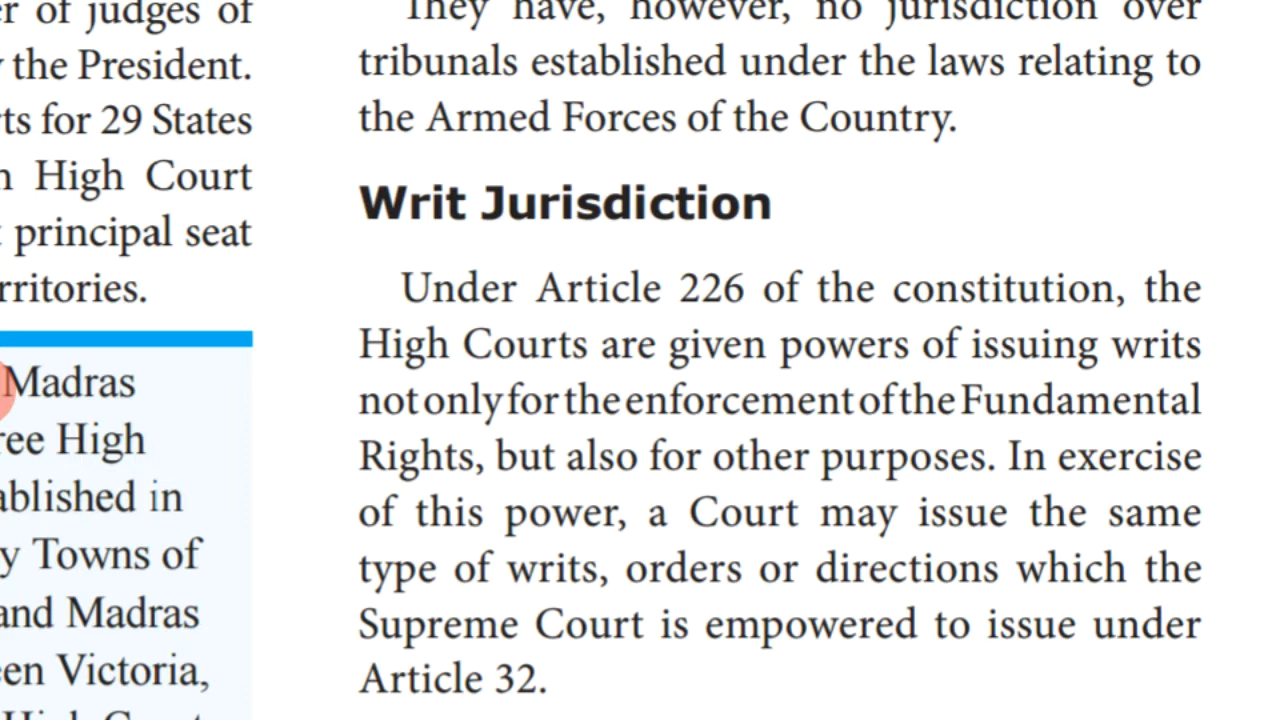 of judges of
the President.
for 29 States
High Court
principal seat
Madras
High
in
Towns of
and Madras
Victoria,
High Court
They have, however, no jurisdiction over
tribunals established under the laws relating to
the Armed Forces of the Country.
Writ Jurisdiction
Under Article 226 of the constitution, the
High Courts are given powers of issuing writs
not only for the enforcement of the Fundamental
Rights, but also for other purposes. In exercise
of this power, a Court may issue the same
type of writs, orders or directions which the
Supreme Court is empowered to issue under
Article 32.